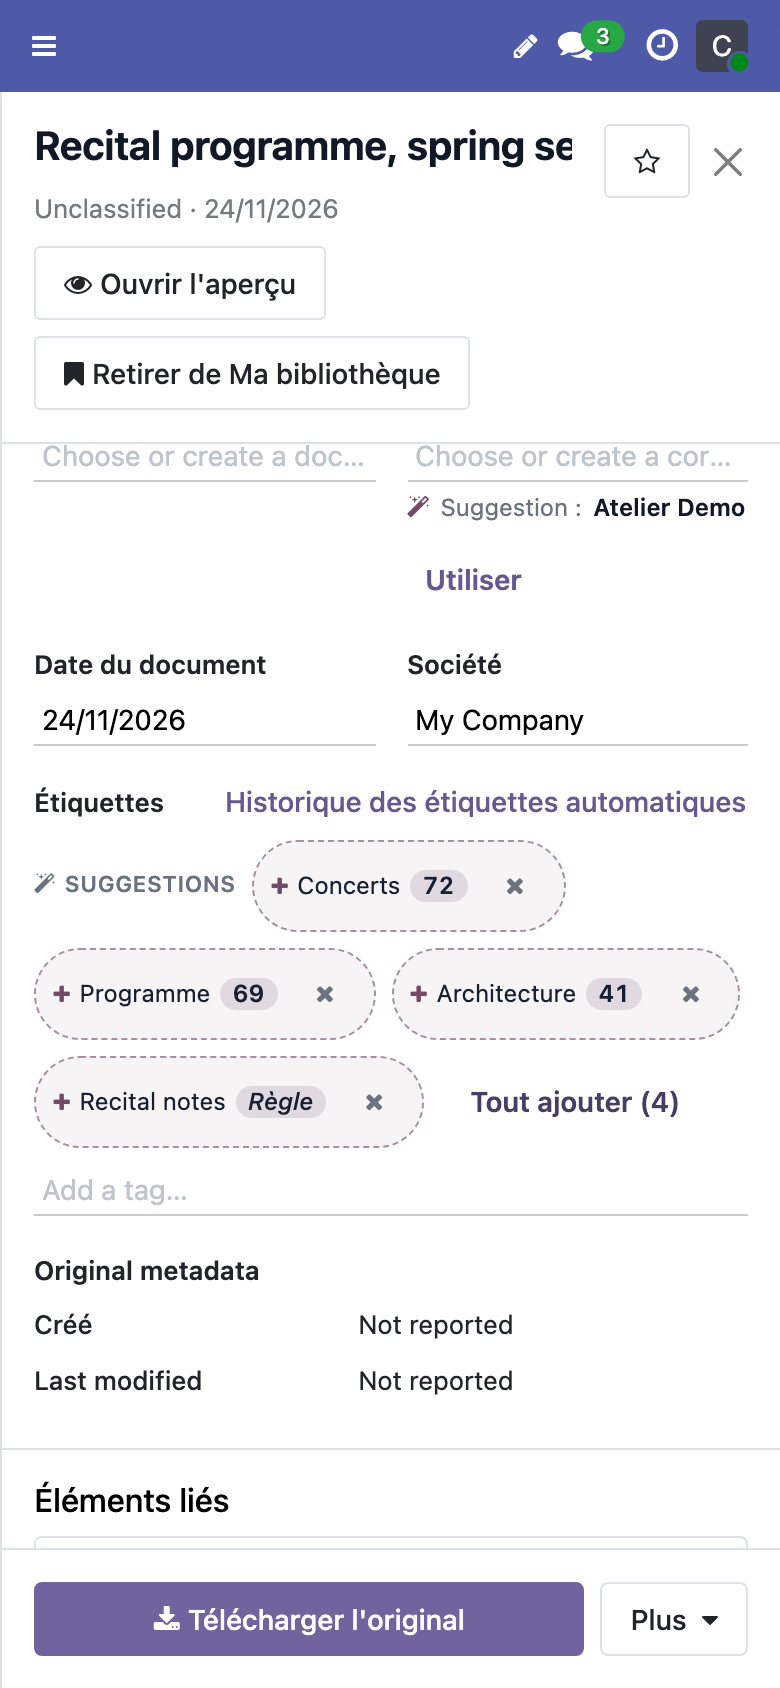 3
C
Recital programme, spring se
Unclassified · 24/11/2026
Ouvrir l'aperçu
Retirer de Ma bibliothèque
Choose or create a doc... Choose or create a cor...
Suggestion : Atelier Demo
Utiliser
Date du document Société
24/11/2026 My Company
Étiquettes Historique des étiquettes automatiques
SUGGESTIONS + Concerts 72 ×
+ Programme 69 × + Architecture 41 ×
+ Recital notes Règle × Tout ajouter (4)
Add a tag...
Original metadata
Créé Not reported
Last modified Not reported
Éléments liés
Télécharger l'original Plus